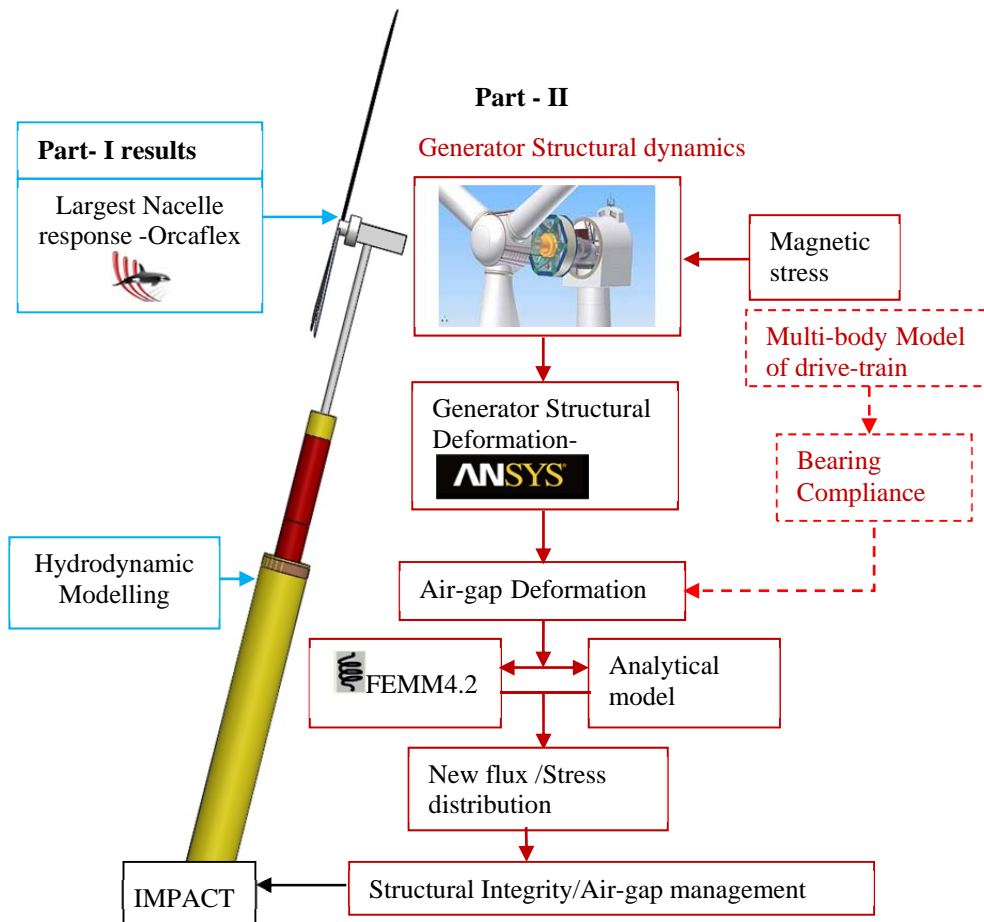 Part - II
Part- I results
Largest Nacelle
response -Orcaflex
Generator Structural dynamics
Magnetic
stress
Multi-body Model
of drive-train
Generator Structural
Deformation-
ANSYS
Bearing
Compliance
Hydrodynamic
Modelling
Air-gap Deformation
FEMM4.2
Analytical
model
New flux /Stress
distribution
Structural Integrity/Air-gap management
IMPACT